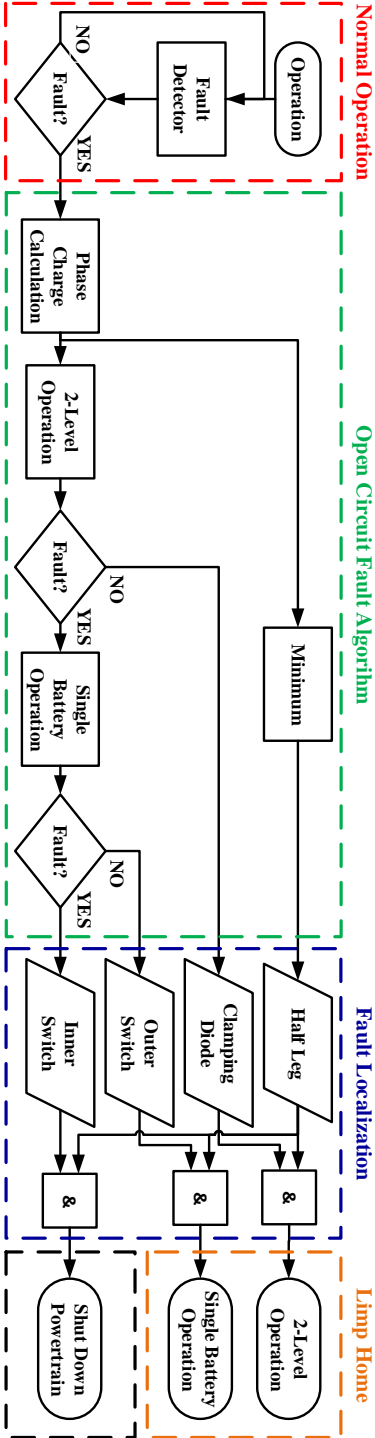 Normal Operation
Operation
Fault
Detector
Fault?
NO
YES
Open Circuit Fault Algorihm
Phase
Charge
Calculation
Minimum
2-Level
Operation
Fault?
NO
YES
Single
Battery
Operation
Fault?
NO
YES
Fault Localization
Half Leg
Clamping
Diode
Outer
Switch
Inner
Switch
&
&
&
Limp Home
2-Level
Operation
Single Battery
Operation
Shut Down
Powertrain